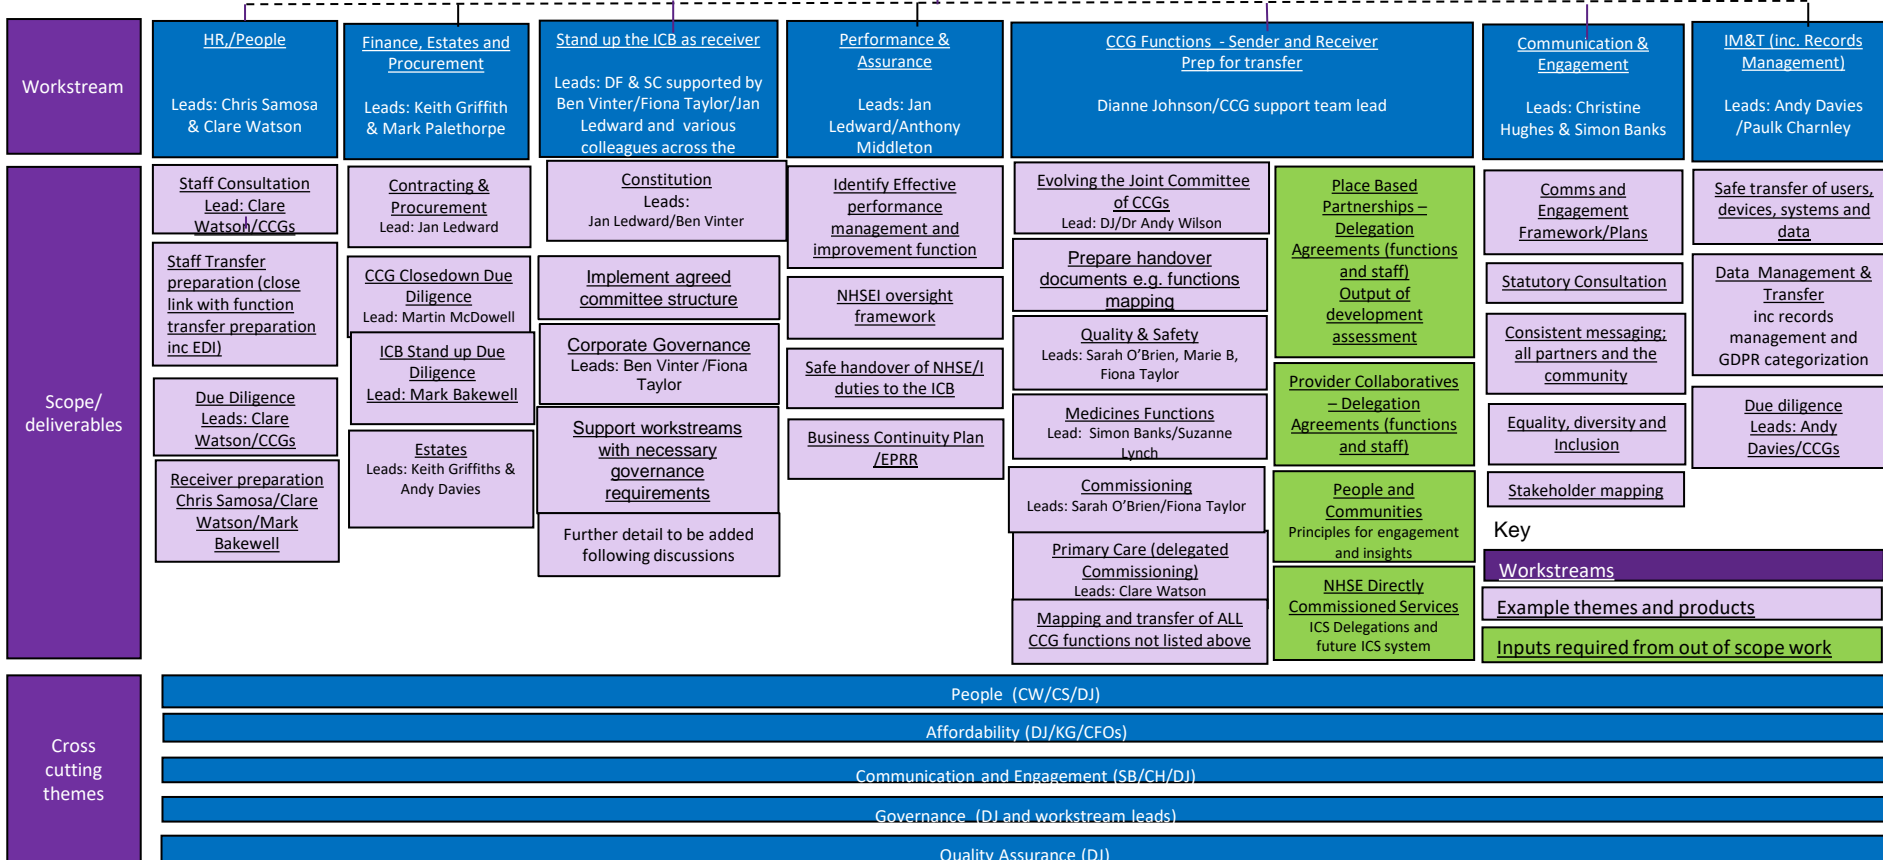 Workstream
HR,/People
Leads: Chris Samosa
& Clare Watson
Finance, Estates and
Procurement
Leads: Keith Griffith
& Mark Palethorpe
Stand up the ICB as receiver
Leads: DF & SC supported by
Ben Vinter/Fiona Taylor/Jan
Ledward and  various
colleagues across the
Performance &
Assurance
Leads: Jan
Ledward/Anthony
Middleton
CCG Functions  - Sender and Receiver
Prep for transfer
Dianne Johnson/CCG support team lead
Communication &
Engagement
Leads: Christine
Hughes & Simon Banks
IM&T (inc. Records
Management)
Leads: Andy Davies
/Paulk Charnley
Scope/
deliverables
Staff Consultation
Lead: Clare
Watson/CCGs
Staff Transfer
preparation (close
link with function
transfer preparation
inc EDI)
Due Diligence
Leads: Clare
Watson/CCGs
Receiver preparation
Chris Samosa/Clare
Watson/Mark
Bakewell
Contracting &
Procurement
Lead: Jan Ledward
CCG Closedown Due
Diligence
Lead: Martin McDowell
ICB Stand up Due
Diligence
Lead: Mark Bakewell
Estates
Leads: Keith Griffiths &
Andy Davies
Constitution
Leads:
Jan Ledward/Ben Vinter
Implement agreed
committee structure
Corporate Governance
Leads: Ben Vinter /Fiona
Taylor
Support workstreams
with necessary
governance
requirements
Further detail to be added
following discussions
Identify Effective
performance
management and
improvement function
NHSEI oversight
framework
Safe handover of NHSE/I
duties to the ICB
Business Continuity Plan
/EPRR
Evolving the Joint Committee
of CCGs
Lead: DJ/Dr Andy Wilson
Prepare handover
documents e.g. functions
mapping
Quality & Safety
Leads: Sarah O’Brien, Marie B,
Fiona Taylor
Medicines Functions
Lead:  Simon Banks/Suzanne
Lynch
Commissioning
Leads: Sarah O’Brien/Fiona Taylor
Primary Care (delegated
Commissioning)
Leads: Clare Watson
Mapping and transfer of ALL
CCG functions not listed above
Place Based
Partnerships –
Delegation
Agreements (functions
and staff)
Output of
development
assessment
Provider Collaboratives
– Delegation
Agreements (functions
and staff)
People and
Communities
Principles for engagement
and insights
NHSE Directly
Commissioned Services
ICS Delegations and
future ICS system
Comms and
Engagement
Framework/Plans
Statutory Consultation
Consistent messaging;
all partners and the
community
Equality, diversity and
Inclusion
Stakeholder mapping
Safe transfer of users,
devices, systems and
data
Data  Management &
Transfer
inc records
management and
GDPR categorization
Due diligence
Leads: Andy
Davies/CCGs
Key
Workstreams
Example themes and products
Inputs required from out of scope work
Cross
cutting
themes
People  (CW/CS/DJ)
Affordability (DJ/KG/CFOs)
Communication and Engagement (SB/CH/DJ)
Governance  (DJ and workstream leads)
Quality Assurance (DJ)